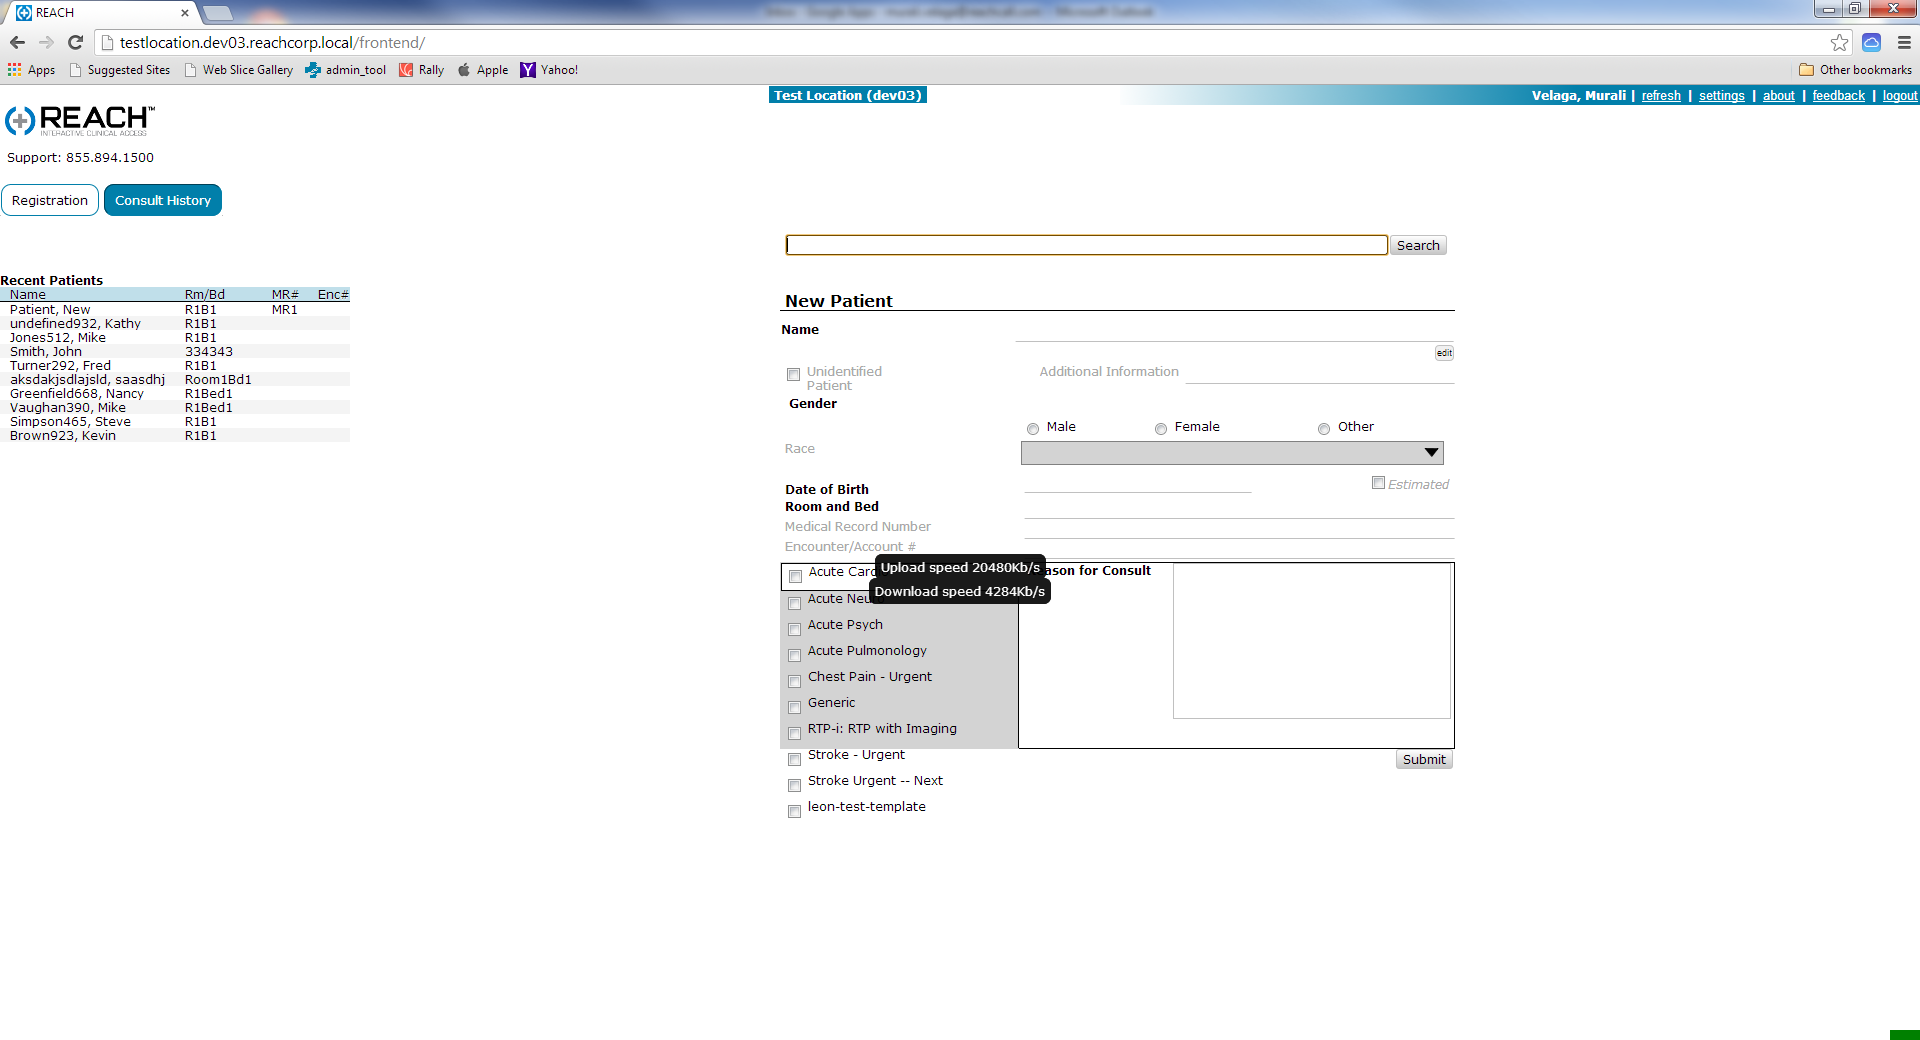 REACH
testlocation.dev03.reachcorp.local/frontend/
Apps Suggested Sites Web Slice Gallery admin_tool Rally Apple Yahoo! Other bookmarks
Test Location (dev03) Velaga, Murali | refresh | settings | about | feedback | logout
REACH™
INTERACTIVE CLINICAL ACCESS
Support: 855.894.1500
Registration Consult History
Search
Recent Patients
Name Rm/Bd MR# Enc#
Patient, New R1B1 MR1
undefined932, Kathy R1B1
Jones512, Mike R1B1
Smith, John 334343
Turner292, Fred R1B1
aksdakjsdlajsld, saasdhj Room1Bd1
Greenfield668, Nancy R1Bed1
Vaughan390, Mike R1Bed1
Simpson465, Steve R1B1
Brown923, Kevin R1B1
New Patient
Name
edit
Unidentified Patient Additional Information
Gender
Male Female Other
Race
Date of Birth Estimated
Room and Bed
Medical Record Number
Encounter/Account #
Upload speed 20480Kb/s
Download speed 4284Kb/s
Acute Car
ason for Consult
Acute Neu
Acute Psych
Acute Pulmonology
Chest Pain - Urgent
Generic
RTP-i: RTP with Imaging
Stroke - Urgent
Submit
Stroke Urgent -- Next
leon-test-template